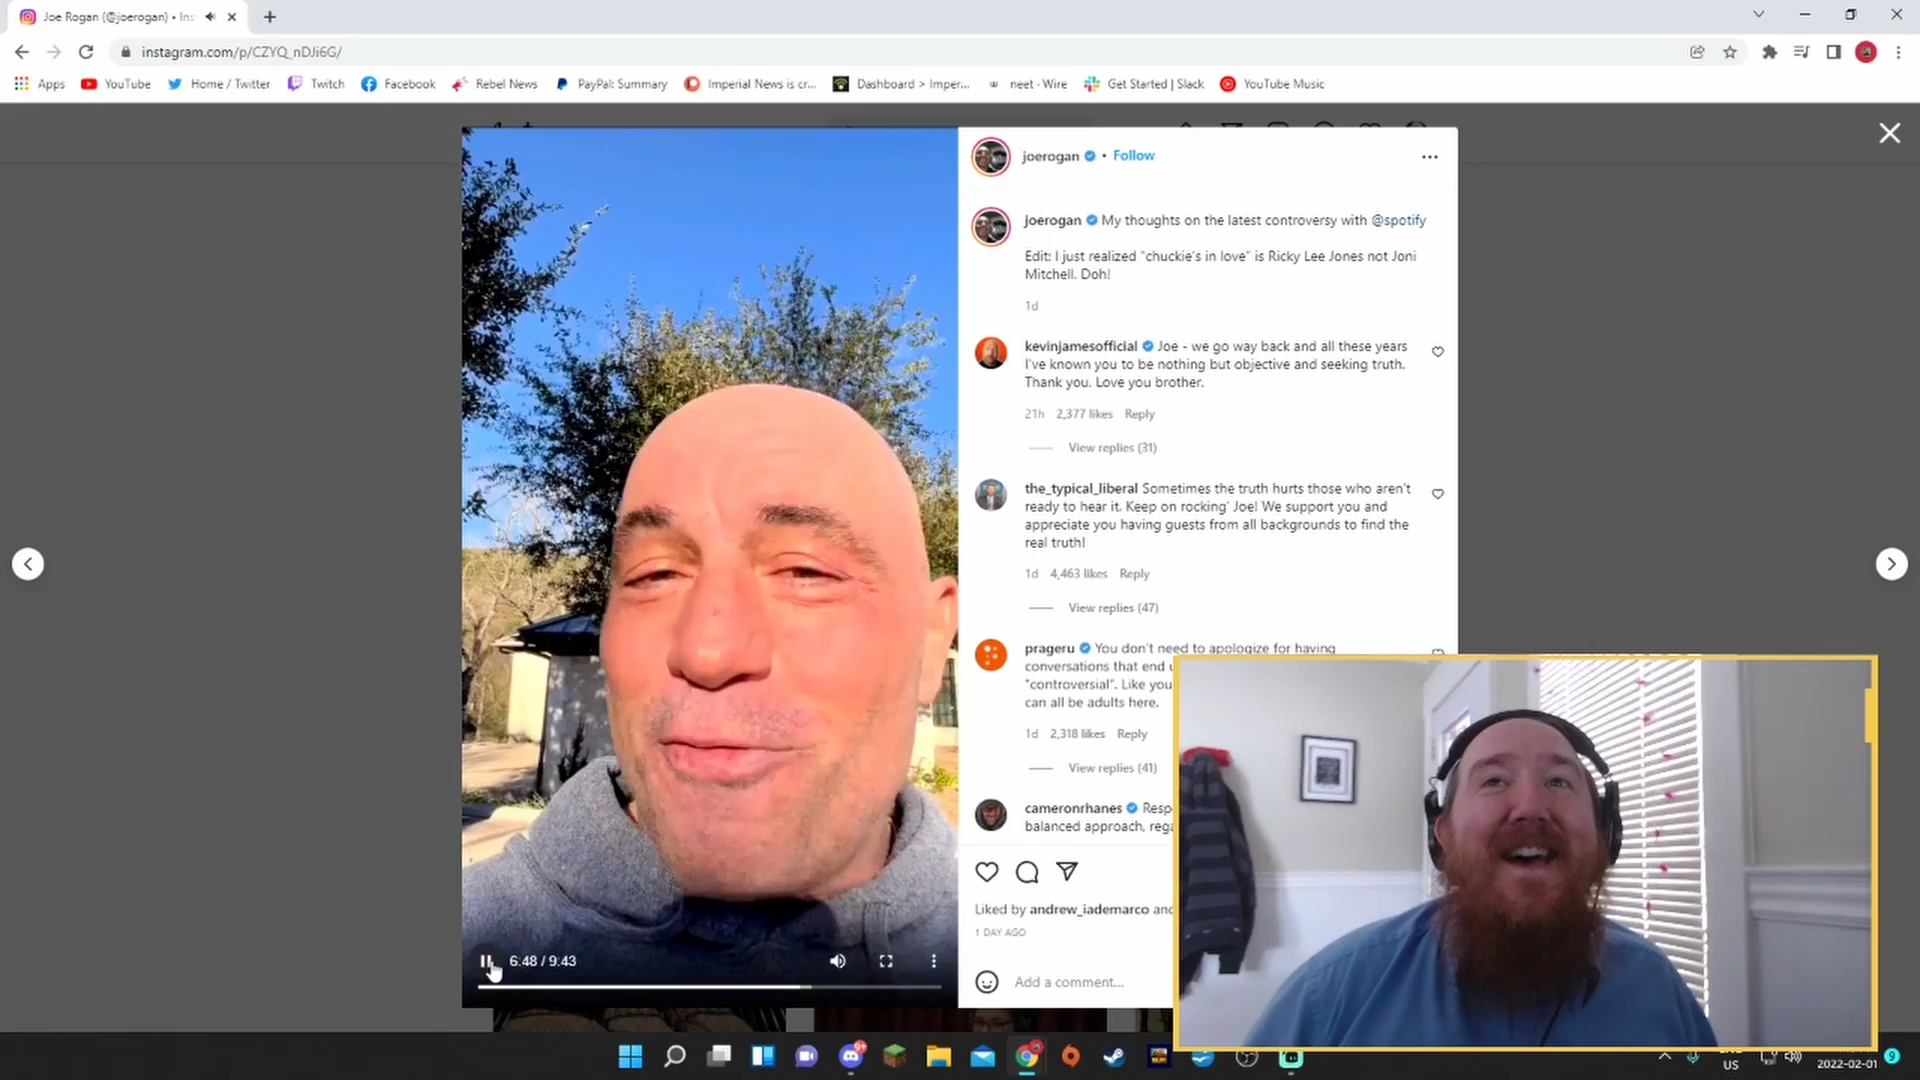 Joe Rogan (@joerogan) • Ins
instagram.com/p/CZYQ_nDJi6G/
Apps YouTube Home / Twitter Twitch Facebook Rebel News PayPal: Summary Imperial News is cr... Dashboard > Imper... neet - Wire Get Started | Slack YouTube Music
joerogan • Follow
joerogan My thoughts on the latest controversy with @spotify
Edit: I just realized "chuckie's in love" is Ricky Lee Jones not Joni
Mitchell. Doh!
1d
kevinjamesofficial Joe - we go way back and all these years
I've known you to be nothing but objective and seeking truth.
Thank you. Love you brother.
21h 2,377 likes Reply
View replies (31)
the_typical_liberal Sometimes the truth hurts those who aren't
ready to hear it. Keep on rocking' Joe! We support you and
appreciate you having guests from all backgrounds to find the
real truth!
1d 4,463 likes Reply
View replies (47)
prageru You don't need to apologize for having
conversations that end u
"controversial". Like you
can all be adults here.
1d 2,318 likes Reply
View replies (41)
cameronrhanes Resp
balanced approach, rega
Liked by andrew_iademarco and
1 DAY AGO
Add a comment...
6:48 / 9:43
9+
US
2022-02-01
9